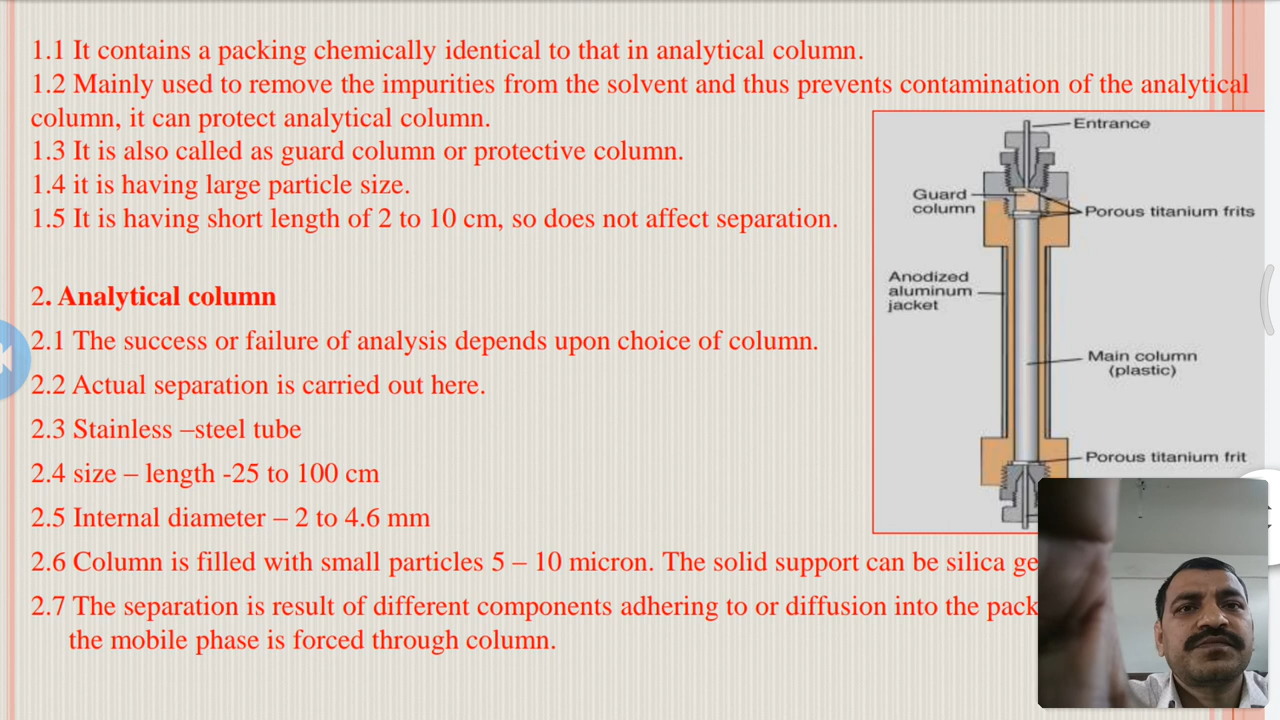 1.1 It contains a packing chemically identical to that in analytical column.
1.2 Mainly used to remove the impurities from the solvent and thus prevents contamination of the analytical
column, it can protect analytical column.
1.3 It is also called as guard column or protective column.
1.4 it is having large particle size.
1.5 It is having short length of 2 to 10 cm, so does not affect separation.
2. Analytical column
2.1 The success or failure of analysis depends upon choice of column.
2.2 Actual separation is carried out here.
2.3 Stainless –steel tube
2.4 size – length -25 to 100 cm
2.5 Internal diameter – 2 to 4.6 mm
2.6 Column is filled with small particles 5 – 10 micron. The solid support can be silica
2.7 The separation is result of different components adhering to or diffusion into the
the mobile phase is forced through column.
Entrance
Guard
column
Porous titanium frits
Anodized
aluminum
jacket
Main column
(plastic)
Porous titanium frit